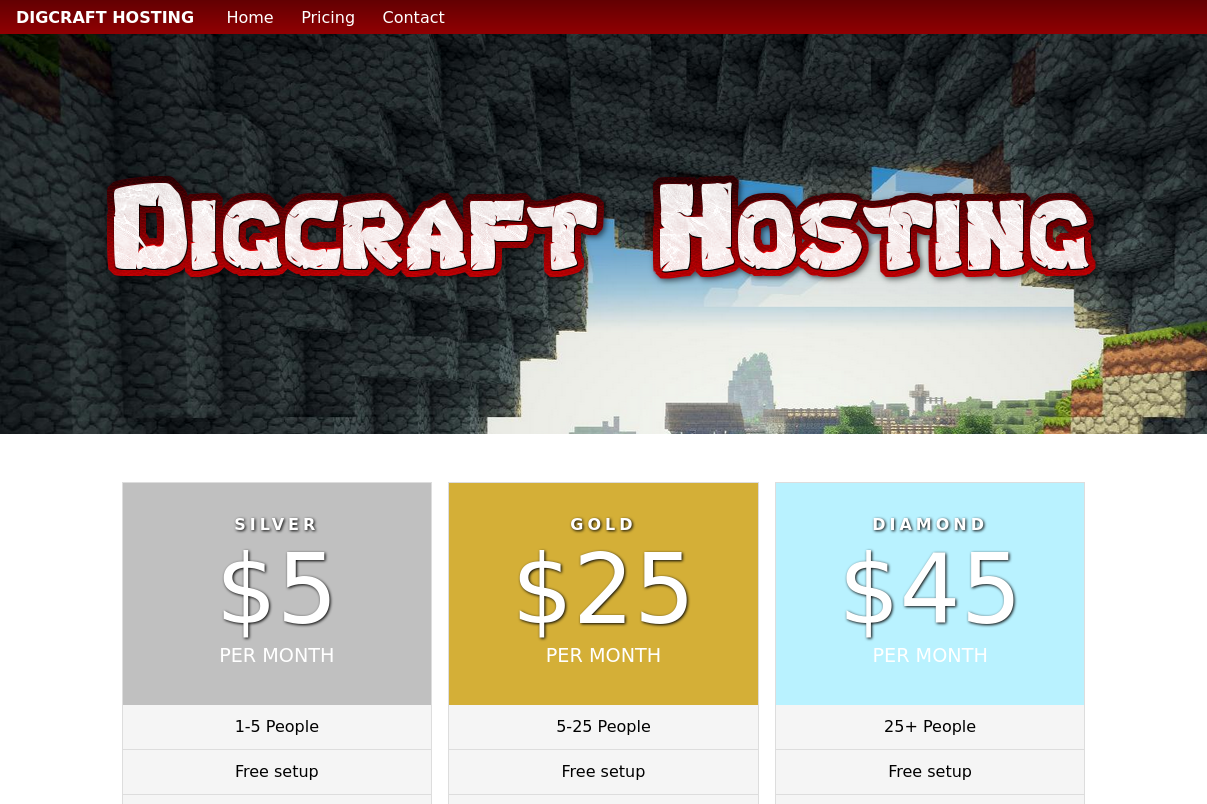 DIGCRAFT HOSTING Home Pricing Contact
Digcraft Hosting
SILVER
$5
PER MONTH
1-5 People
Free setup
GOLD
$25
PER MONTH
5-25 People
Free setup
DIAMOND
$45
PER MONTH
25+ People
Free setup